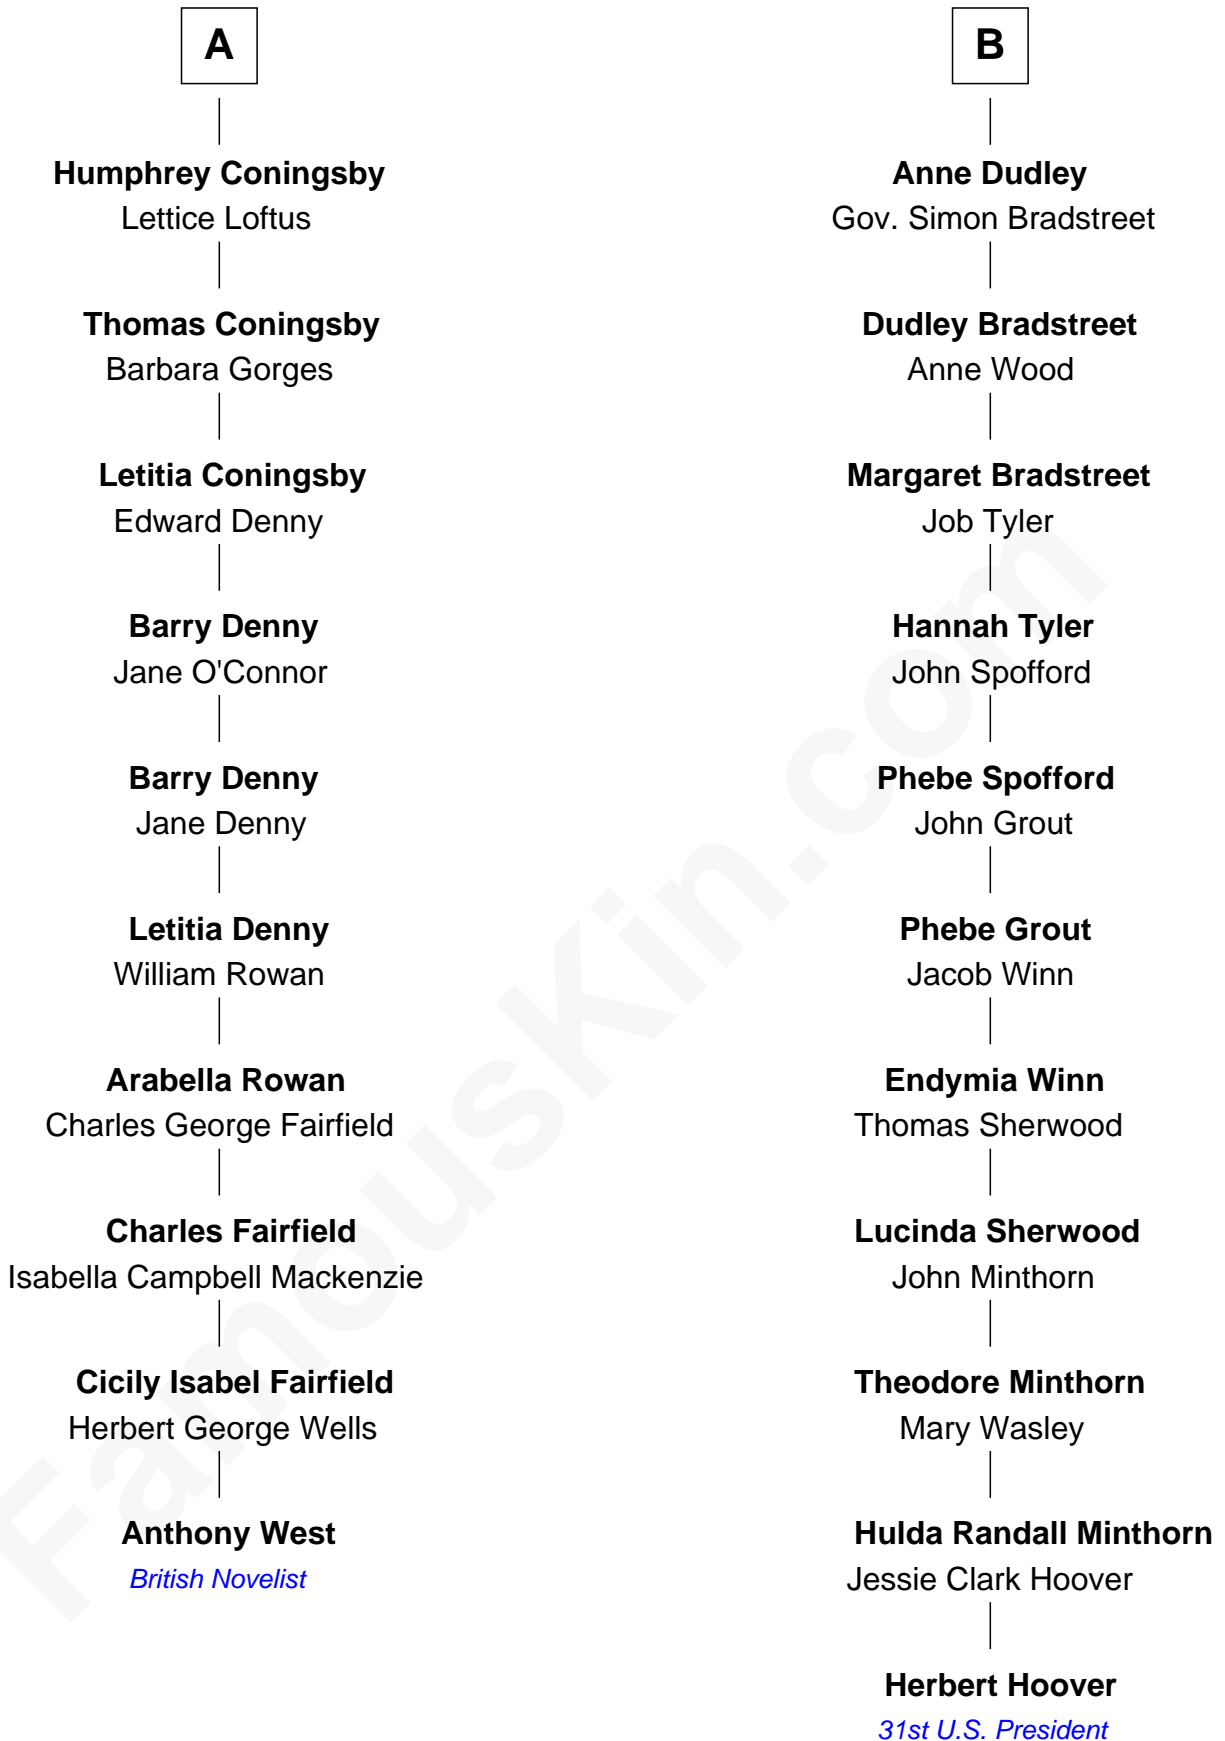 A
Humphrey Coningsby
Lettice Loftus
Thomas Coningsby
Barbara Gorges
Letitia Coningsby
Edward Denny
Barry Denny
Jane O'Connor
Barry Denny
Jane Denny
Letitia Denny
William Rowan
Arabella Rowan
Charles George Fairfield
Charles Fairfield
Isabella Campbell Mackenzie
Cicily Isabel Fairfield
Herbert George Wells
Anthony West
British Novelist
B
Anne Dudley
Gov. Simon Bradstreet
Dudley Bradstreet
Anne Wood
Margaret Bradstreet
Job Tyler
Hannah Tyler
John Spofford
Phebe Spofford
John Grout
Phebe Grout
Jacob Winn
Endymia Winn
Thomas Sherwood
Lucinda Sherwood
John Minthorn
Theodore Minthorn
Mary Wasley
Hulda Randall Minthorn
Jessie Clark Hoover
Herbert Hoover
31st U.S. President
FamousKin.com